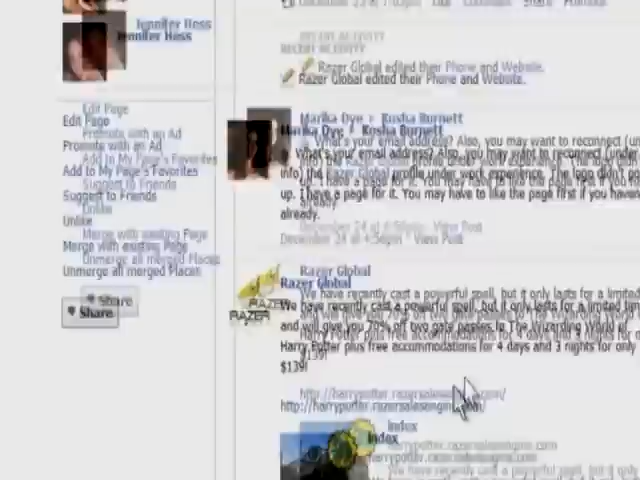 Jennifer Hess
Edit Page
Promote with an Ad
Add to My Page's Favorites
Suggest to Friends
Unlike
Merge with existing Page
Unmerge all merged Places
Share
RECENT ACTIVITY
Razer Global edited their Phone and Website.
Marika Dye Kusha Burnett
What's your email address? Also, you may want to reconnect (under
info) the Razer Global profile under work experience. The logo didn't
up. I have a page for it. You may have to like the page first if you have
already.
December 24 at 4:56pm · View Post
Razer Global
We have recently cast a powerful spell, but it only lasts for a limited
and will give you 70% off two gate passes to The Wizarding World of
Harry Potter plus free accommodations for 4 days and 3 nights for only
$139!
RAZER
http://harrypotter.razorsalesengine.com/
Index
harrypotter.razorsalesengine.com
We have recently cast a powerful spell, but it only